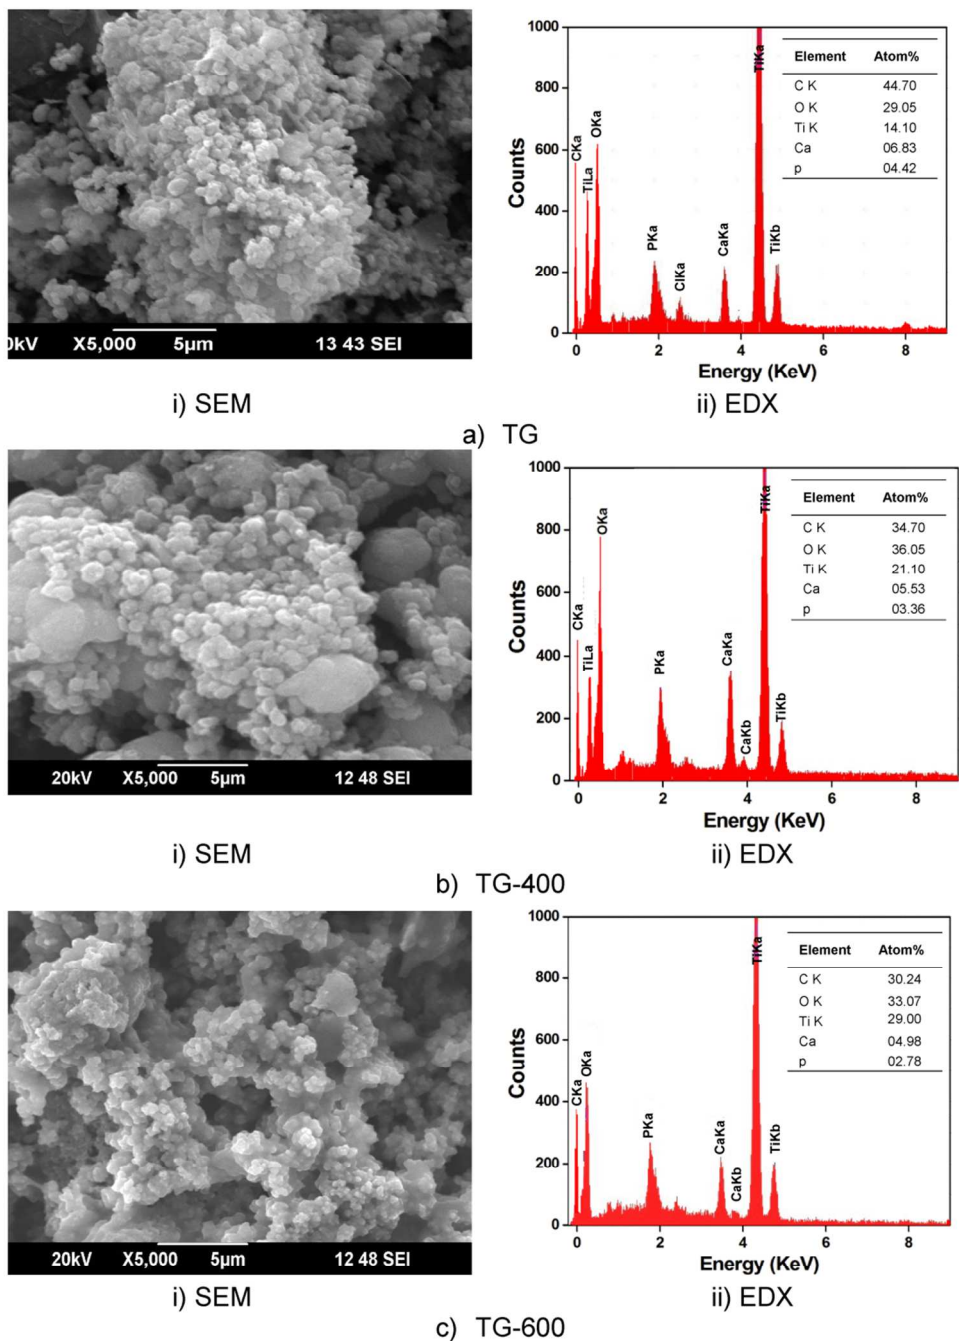 0kV X5,000 5µm 13 43 SEI
1000
800
600
400
200
0
Counts
CKa
TiLa
OKa
PKa
ClKa
CaKa
TiKa
TiKb
Element Atom%
C K 44.70
O K 29.05
Ti K 14.10
Ca 06.83
p 04.42
0 2 4 6 8
Energy (KeV)
i) SEM
ii) EDX
a) TG
20kV X5,000 5µm 12 48 SEI
1000
800
600
400
200
0
Counts
CKa
TiLa
OKa
PKa
CaKa
CaKb
TiKa
TiKb
Element Atom%
C K 34.70
O K 36.05
Ti K 21.10
Ca 05.53
p 03.36
0 2 4 6 8
Energy (KeV)
i) SEM
ii) EDX
b) TG-400
20kV X5,000 5µm 12 48 SEI
1000
800
600
400
200
0
Counts
CKa
OKa
PKa
CaKa
CaKb
TiKa
TiKb
Element Atom%
C K 30.24
O K 33.07
Ti K 29.00
Ca 04.98
p 02.78
0 2 4 6 8
Energy (KeV)
i) SEM
ii) EDX
c) TG-600